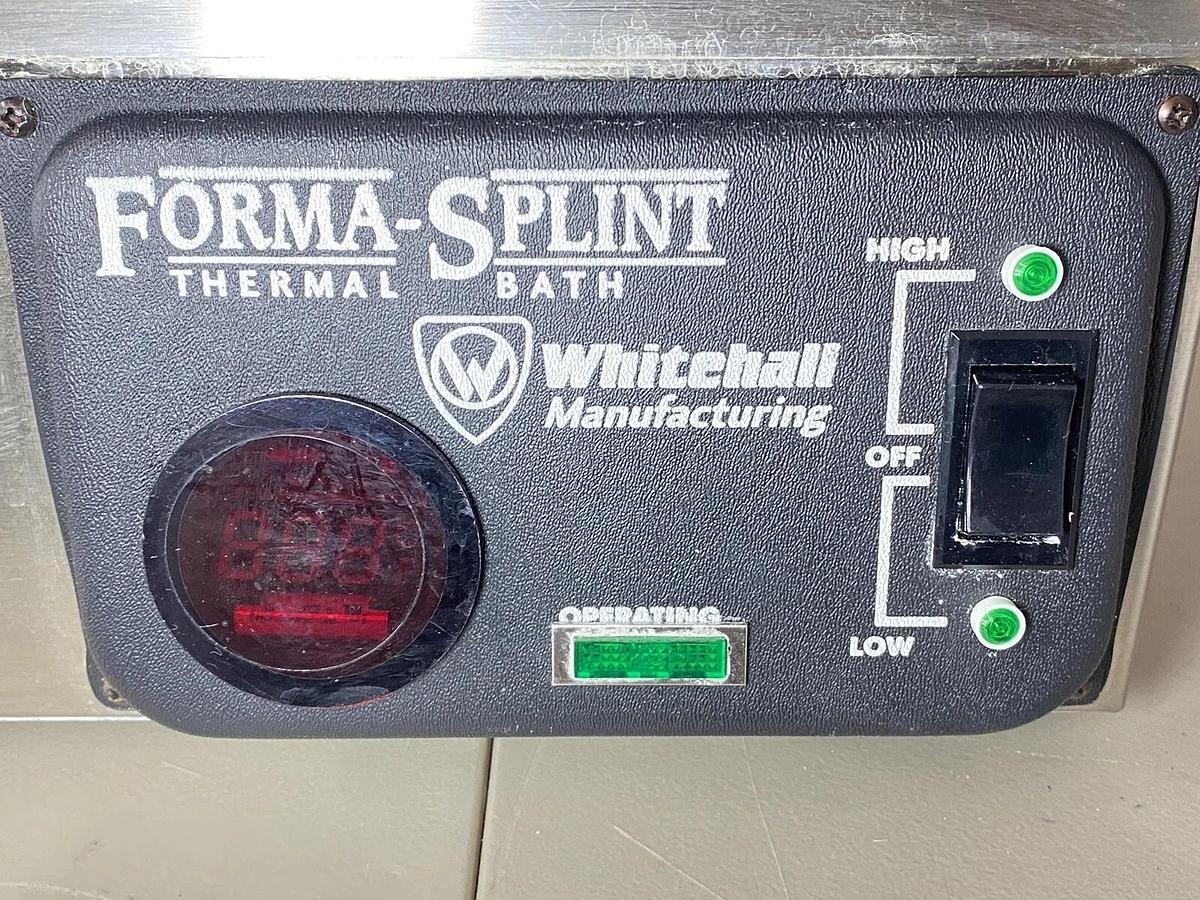 FORMA-SPLINT
THERMAL BATH
W
Whitehall
Manufacturing
HIGH
OFF
LOW
OPERATING